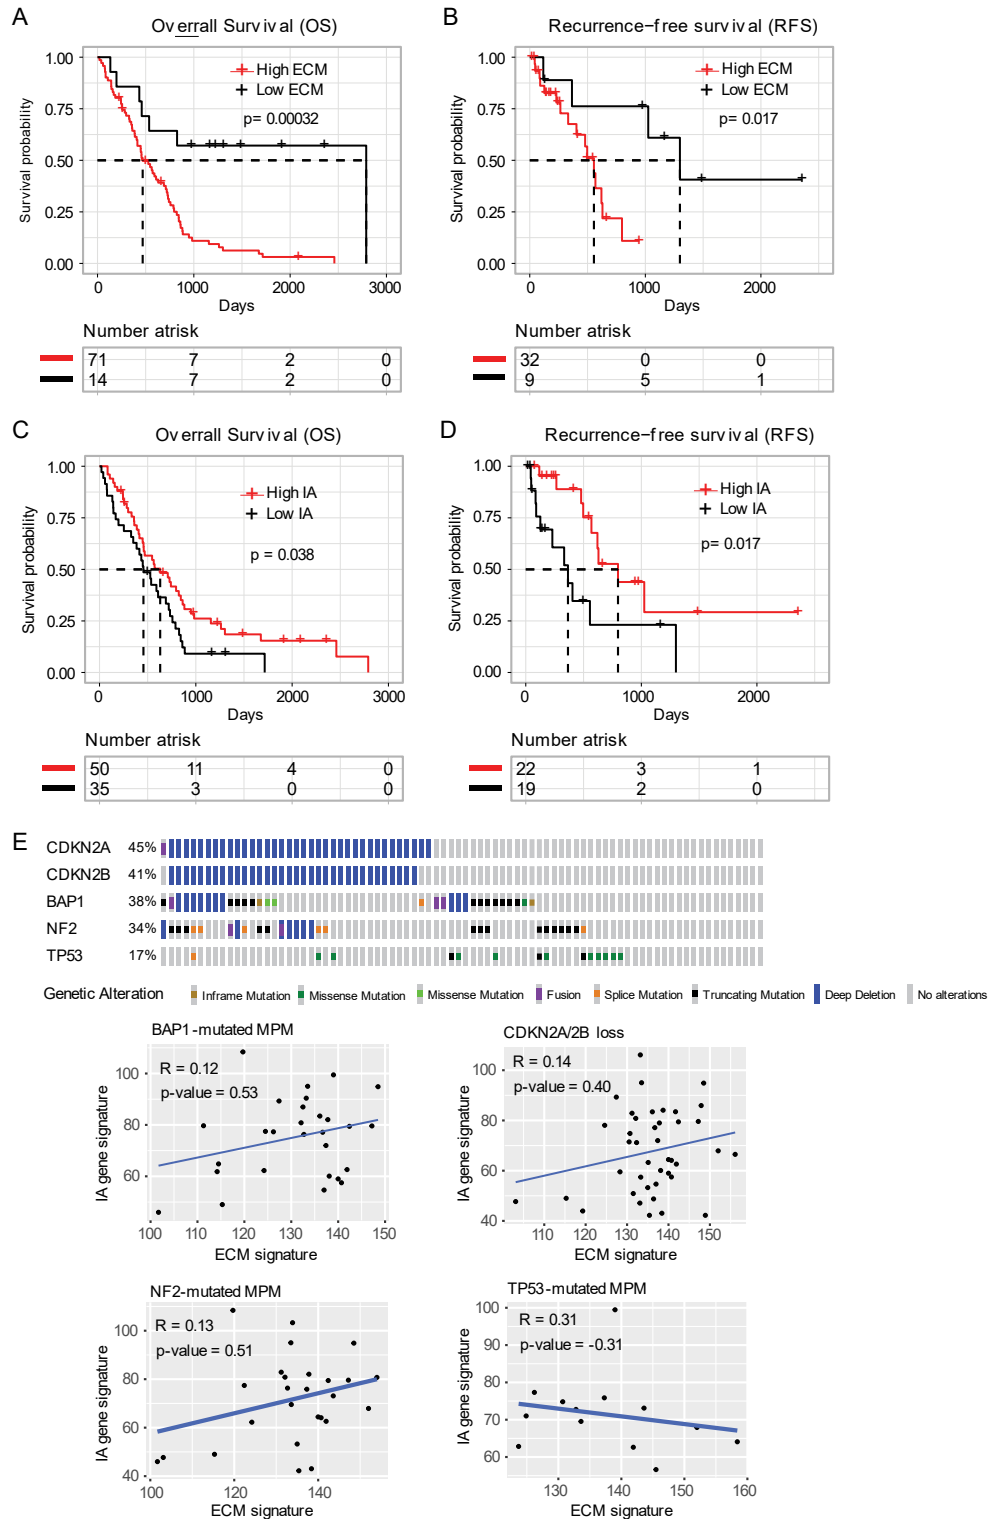 A
Overrall Survival (OS)
1.00
0.75
0.50
0.25
0.00
Survival probability
High ECM
Low ECM
p= 0.00032
0 1000 2000 3000
Days
Number atrisk
71 7 2 0
14 7 2 0
B
Recurrence-free survival (RFS)
1.00
0.75
0.50
0.25
0.00
Survival probability
High ECM
Low ECM
p= 0.017
0 1000 2000
Days
Number atrisk
32 0 0
9 5 1
C
Overrall Survival (OS)
1.00
0.75
0.50
0.25
0.00
Survival probability
High IA
Low IA
p = 0.038
0 1000 2000 3000
Days
Number atrisk
50 11 4 0
35 3 0 0
D
Recurrence-free survival (RFS)
1.00
0.75
0.50
0.25
0.00
Survival probability
High IA
Low IA
p= 0.017
0 1000 2000
Days
Number atrisk
22 3 1
19 2 0
E
CDKN2A 45%
CDKN2B 41%
BAP1 38%
NF2 34%
TP53 17%
Genetic Alteration Inframe Mutation Missense Mutation Missense Mutation Fusion Splice Mutation Truncating Mutation Deep Deletion No alterations
BAP1-mutated MPM
R = 0.12
p-value = 0.53
IA gene signature
100
80
60
100 110 120 130 140 150
ECM signature
CDKN2A/2B loss
R = 0.14
p-value = 0.40
IA gene signature
100
80
60
40
110 120 130 140 150
ECM signature
NF2-mutated MPM
R = 0.13
p-value = 0.51
IA gene signature
100
80
60
40
100 120 140
ECM signature
TP53-mutated MPM
R = 0.31
p-value = -0.31
IA gene signature
100
90
80
70
60
130 140 150 160
ECM signature